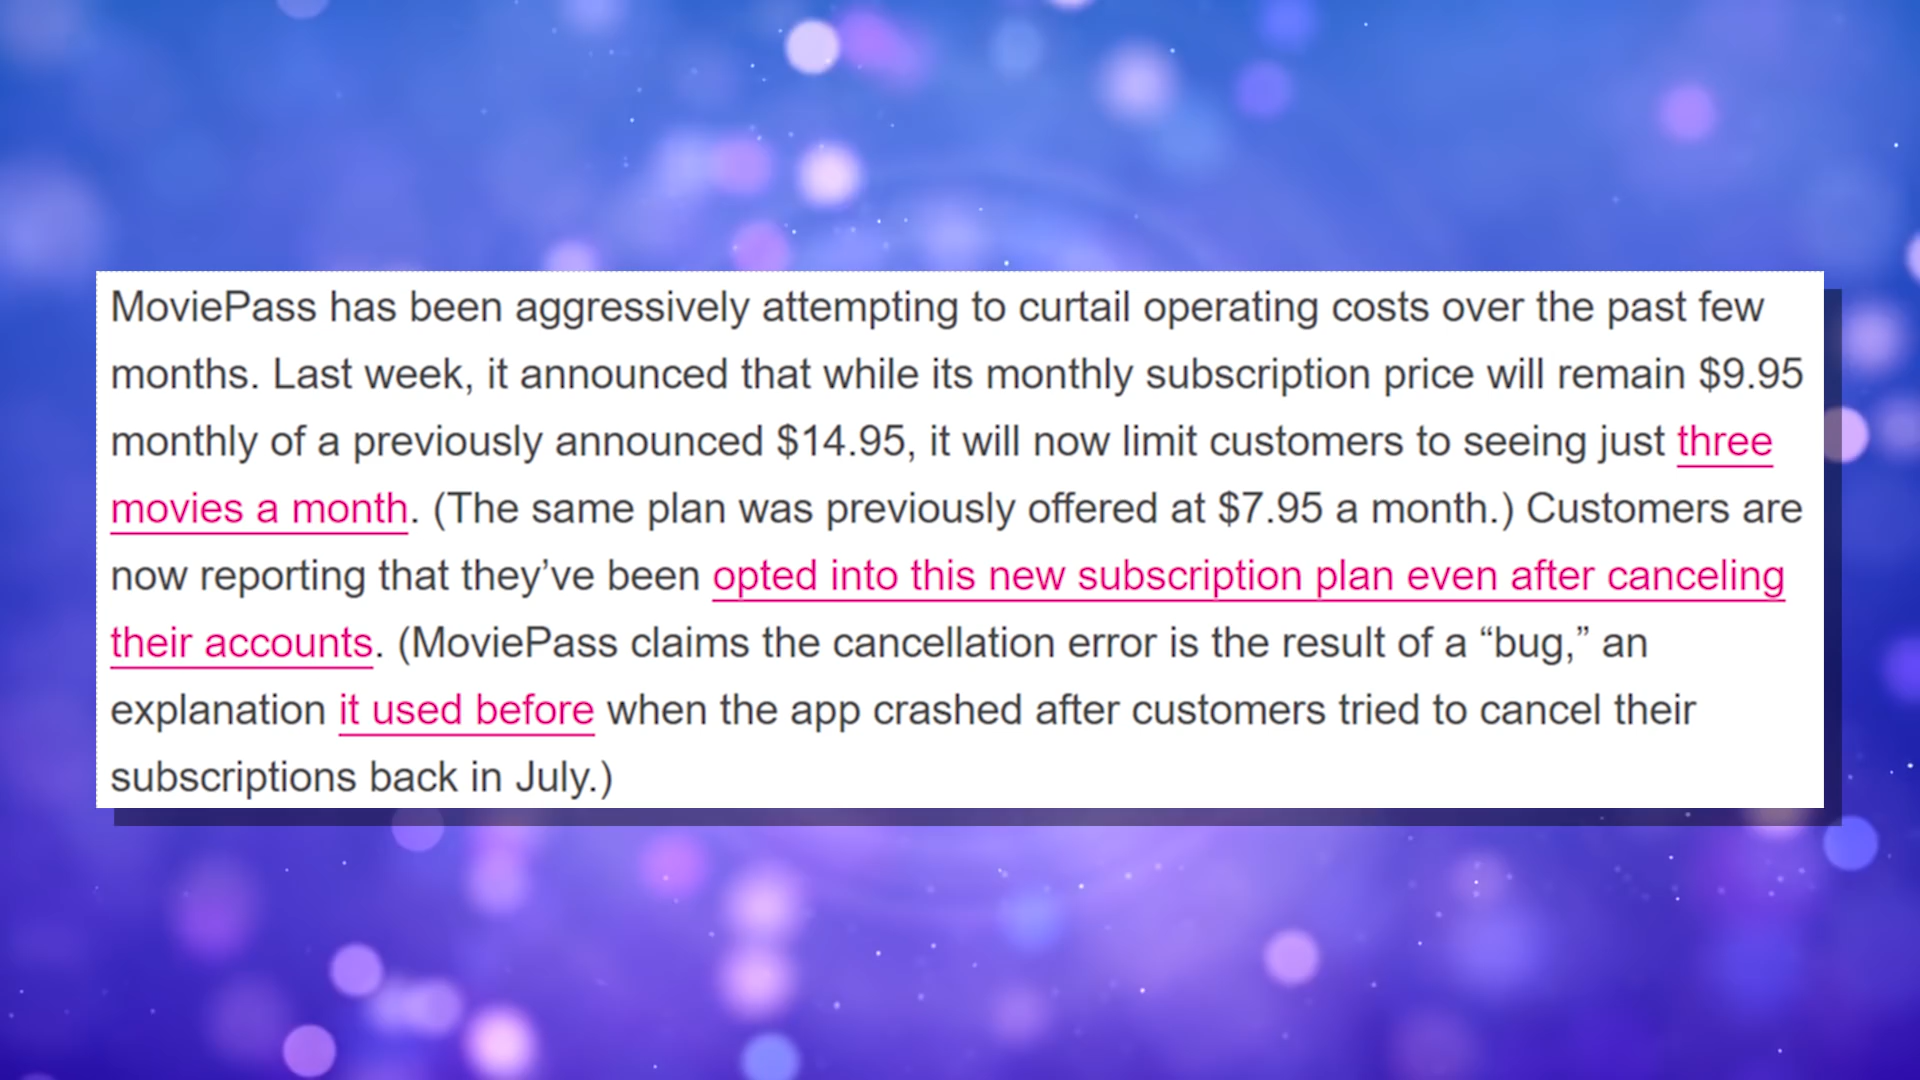 MoviePass has been aggressively attempting to curtail operating costs over the past few
months. Last week, it announced that while its monthly subscription price will remain $9.95
monthly of a previously announced $14.95, it will now limit customers to seeing just three
movies a month. (The same plan was previously offered at $7.95 a month.) Customers are
now reporting that they’ve been opted into this new subscription plan even after canceling
their accounts. (MoviePass claims the cancellation error is the result of a “bug,” an
explanation it used before when the app crashed after customers tried to cancel their
subscriptions back in July.)